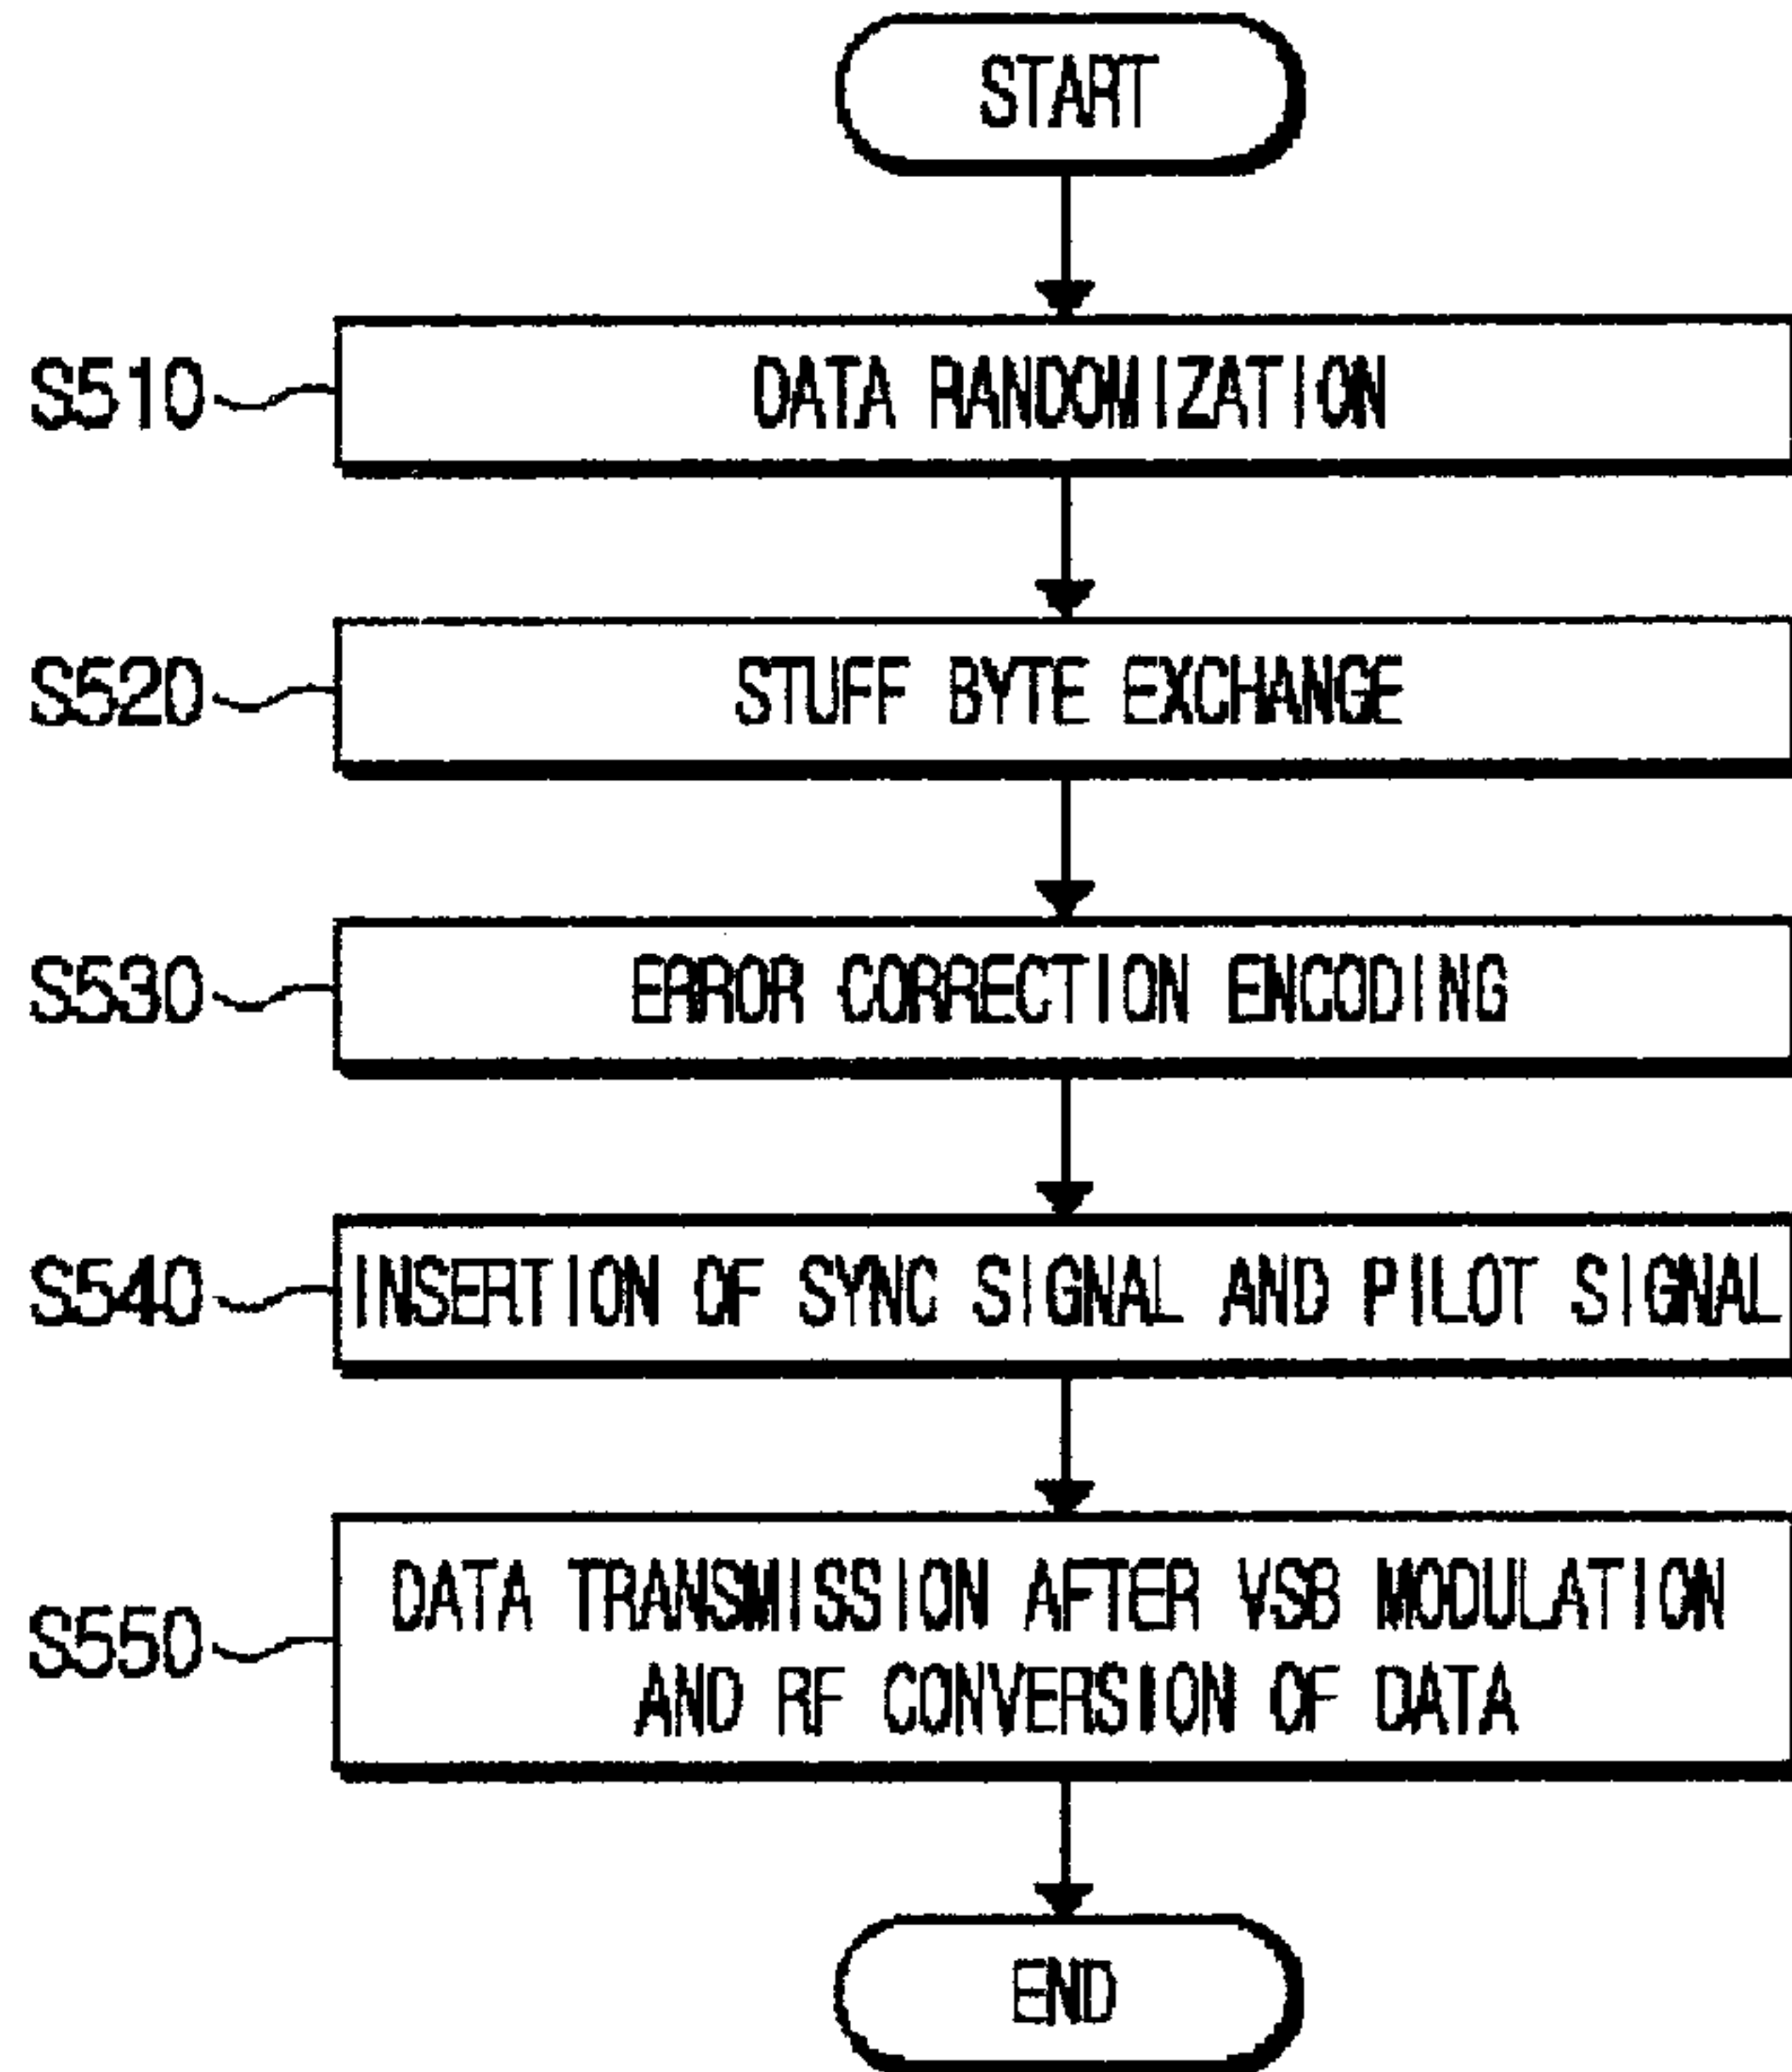 START
S510
DATA RANDOMIZATION
S520
STUFF BYTE EXCHANGE
S530
ERROR CORRECTION ENCODING
S540
INSERTION OF SYNC SIGNAL AND PILOT SIGNAL
S550
DATA TRANSMISSION AFTER VSB MODULATION
AND RF CONVERSION OF DATA
END